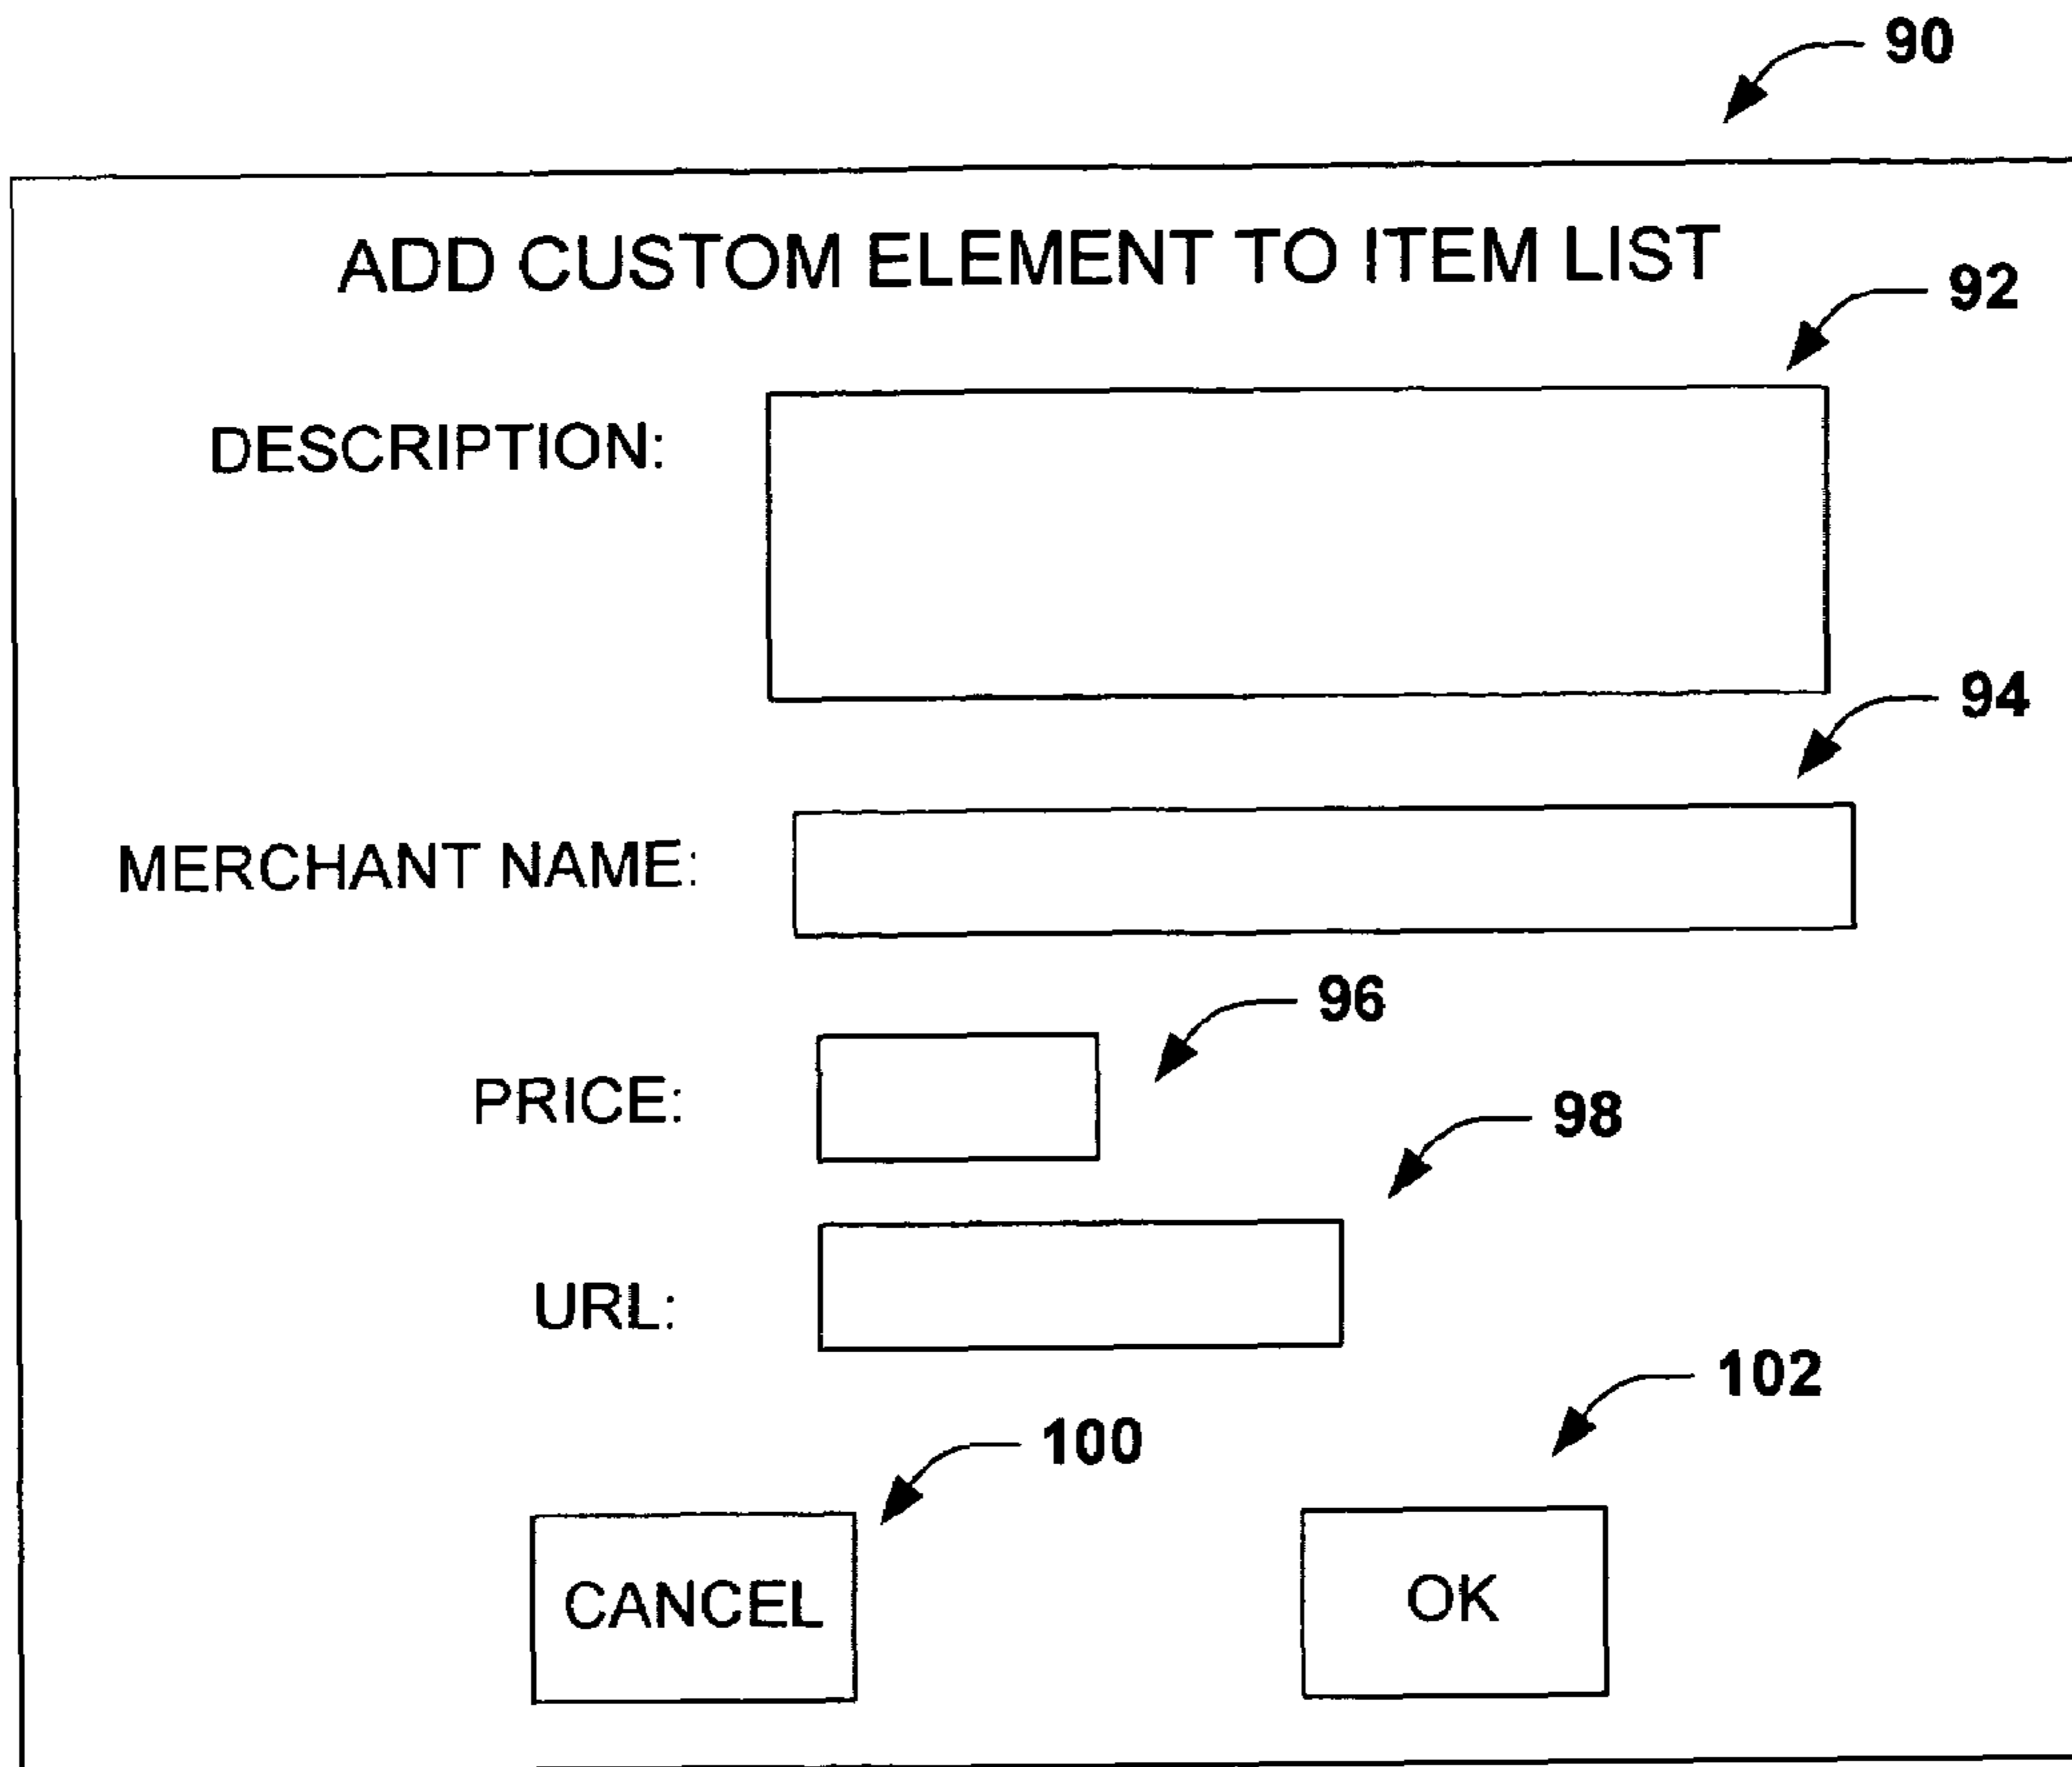 90
ADD CUSTOM ELEMENT TO ITEM LIST
92
DESCRIPTION:
94
MERCHANT NAME:
96
PRICE:
98
URL:
102
100
CANCEL
OK